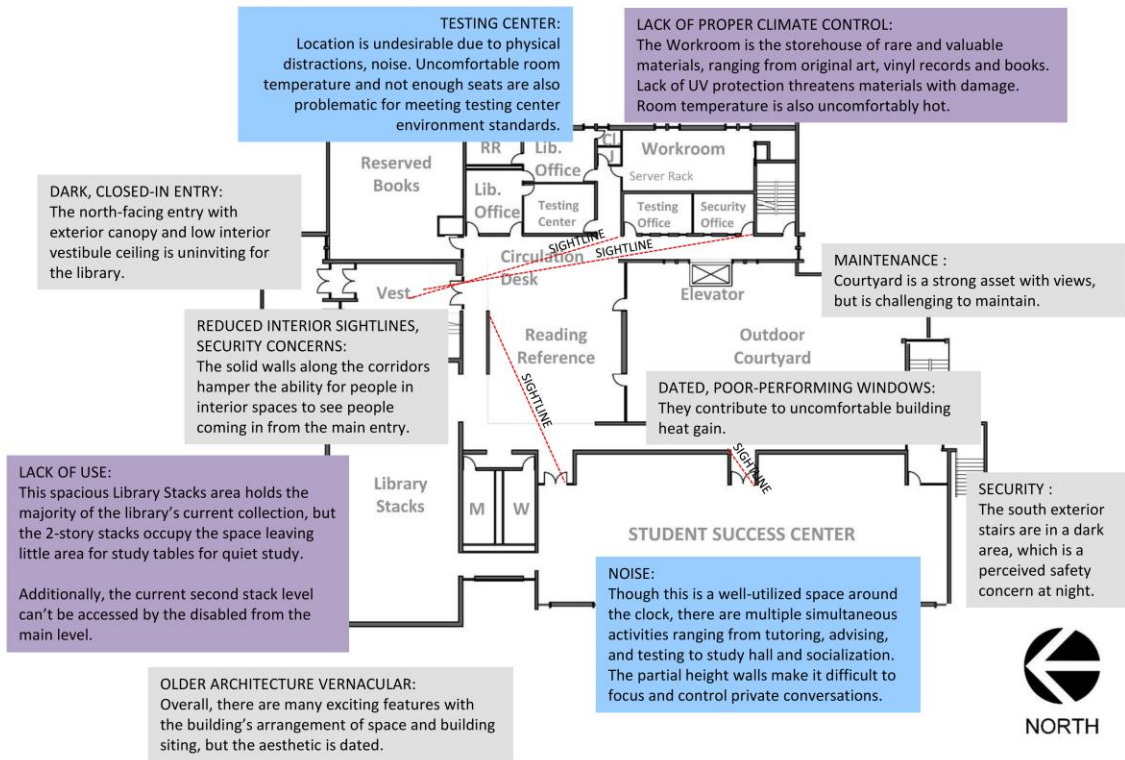 TESTING CENTER:
Location is undesirable due to physical
distractions, noise. Uncomfortable room
temperature and not enough seats are also
problematic for meeting testing center
environment standards.
LACK OF PROPER CLIMATE CONTROL:
The Workroom is the storehouse of rare and valuable
materials, ranging from original art, vinyl records and books.
Lack of UV protection threatens materials with damage.
Room temperature is also uncomfortably hot.
Reserved
Books
RR
Lib.
Office
CI
J
Workroom
Server Rack
Lib.
Office
Testing
Center
Testing
Office
Security
Office
DARK, CLOSED-IN ENTRY:
The north-facing entry with
exterior canopy and low interior
vestibule ceiling is uninviting for
the library.
SIGHTLINE
SIGHTLINE
Circulation
Desk
Vest.
Elevator
MAINTENANCE :
Courtyard is a strong asset with views,
but is challenging to maintain.
REDUCED INTERIOR SIGHTLINES,
SECURITY CONCERNS:
The solid walls along the corridors
hamper the ability for people in
interior spaces to see people
coming in from the main entry.
Reading
Reference
Outdoor
Courtyard
SIGHTLINE
DATED, POOR-PERFORMING WINDOWS:
They contribute to uncomfortable building
heat gain.
SIGHTLINE
LACK OF USE:
This spacious Library Stacks area holds the
majority of the library's current collection, but
the 2-story stacks occupy the space leaving
little area for study tables for quiet study.
Additionally, the current second stack level
can't be accessed by the disabled from the
main level.
Library
Stacks
M
W
STUDENT SUCCESS CENTER
SECURITY :
The south exterior
stairs are in a dark
area, which is a
perceived safety
concern at night.
NOISE:
Though this is a well-utilized space around
the clock, there are multiple simultaneous
activities ranging from tutoring, advising,
and testing to study hall and socialization.
The partial height walls make it difficult to
focus and control private conversations.
OLDER ARCHITECTURE VERNACULAR:
Overall, there are many exciting features with
the building's arrangement of space and building
siting, but the aesthetic is dated.
NORTH